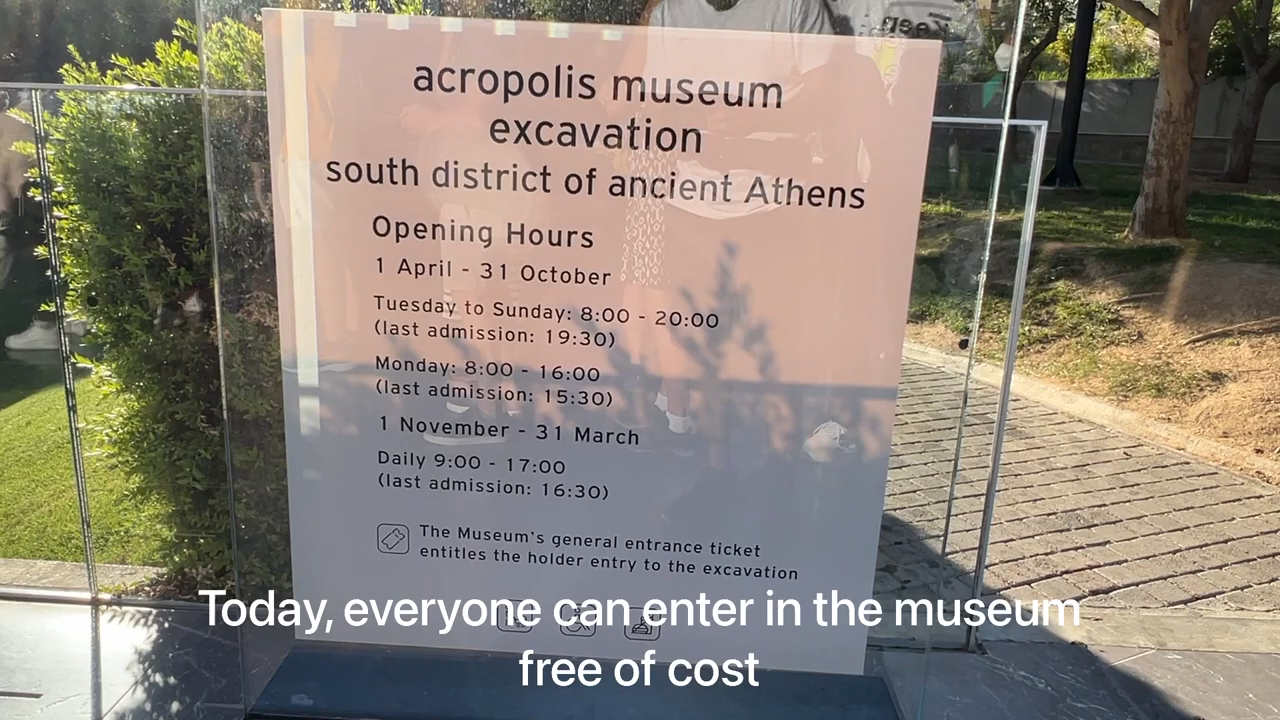 acropolis museum
excavation
south district of ancient Athens
Opening Hours
1 April - 31 October
Tuesday to Sunday: 8:00 - 20:00
(last admission: 19:30)
Monday: 8:00 - 16:00
(last admission: 15:30)
1 November - 31 March
Daily 9:00 - 17:00
(last admission: 16:30)
The Museum's general entrance ticket
entitles the holder entry to the excavation
Today, everyone can enter in the museum
free of cost